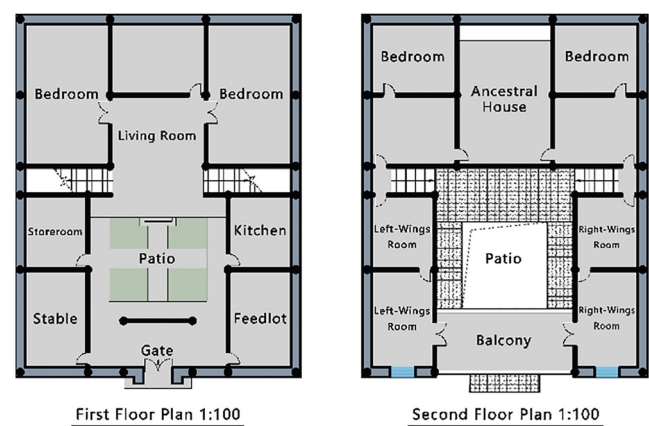 Bedroom
Bedroom
Living Room
Storeroom
Kitchen
Patio
Stable
Feedlot
Gate
First Floor Plan 1:100
Bedroom
Bedroom
Ancestral
House
Left-Wings
Room
Right-Wings
Room
Patio
Left-Wings
Room
Right-Wings
Room
Balcony
Second Floor Plan 1:100